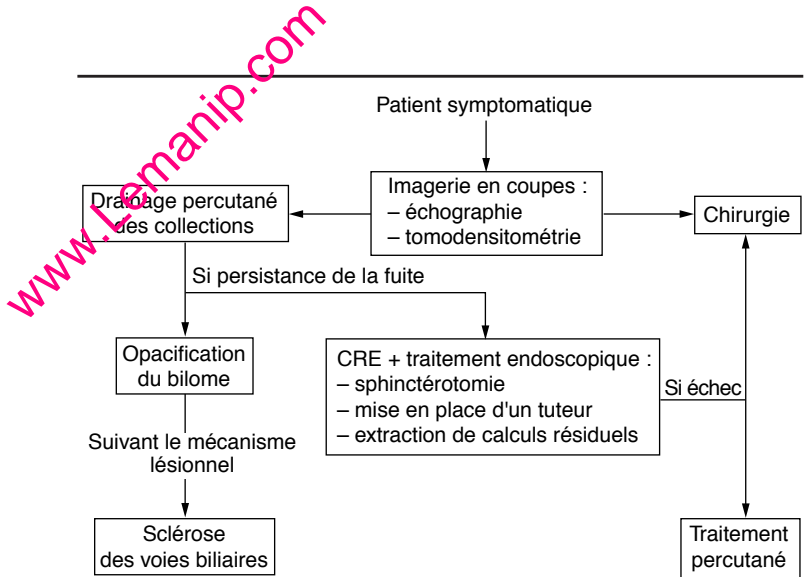 www.Lemanip.com
Patient symptomatique
Imagerie en coupes :
– échographie
– tomodensitométrie
Drainage percutané
des collections
Chirurgie
Si persistance de la fuite
Opacification
du bilome
CRE + traitement endoscopique :
– sphinctérotomie
– mise en place d'un tuteur
– extraction de calculs résiduels
Si échec
Suivant le mécanisme
lésionnel
Sclérose
des voies biliaires
Traitement
percutané